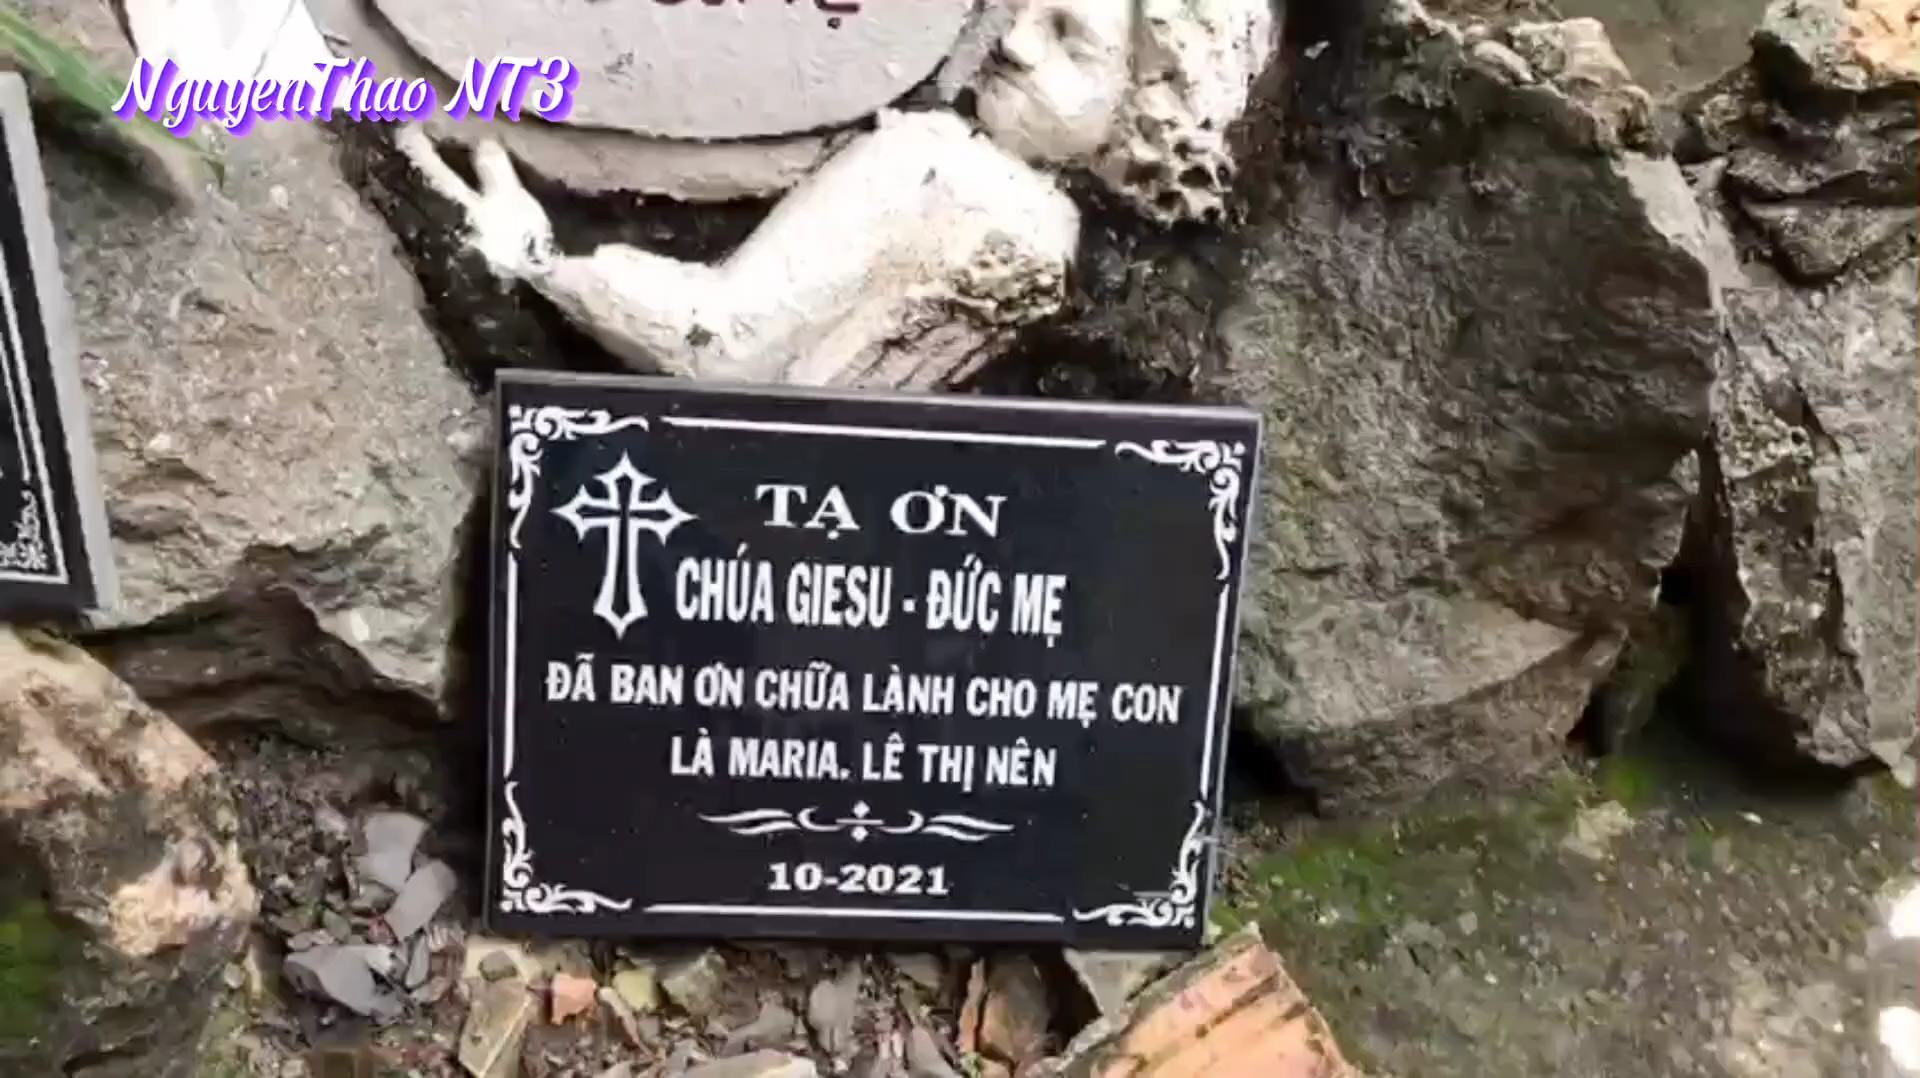 NguyenThao NT3
TẠ ƠN
CHÚA GIESU - ĐỨC MẸ
ĐÃ BAN ƠN CHỮA LÀNH CHO MẸ CON
LÀ MARIA. LÊ THỊ NÊN
10-2021